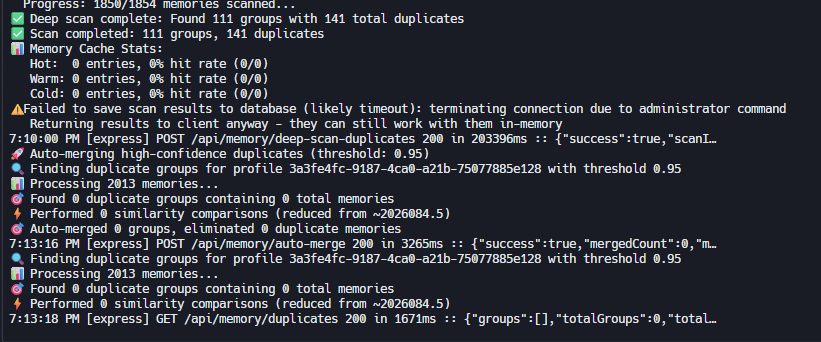 Progress: 1850/1854 memories scanned...
✅ Deep scan complete: Found 111 groups with 141 total duplicates
✅ Scan completed: 111 groups, 141 duplicates
📊 Memory Cache Stats:
Hot:  0 entries, 0% hit rate (0/0)
Warm: 0 entries, 0% hit rate (0/0)
Cold: 0 entries, 0% hit rate (0/0)
⚠️Failed to save scan results to database (likely timeout): terminating connection due to administrator command
Returning results to client anyway - they can still work with them in-memory
7:10:00 PM [express] POST /api/memory/deep-scan-duplicates 200 in 203396ms :: {"success":true,"scanI…
🚀 Auto-merging high-confidence duplicates (threshold: 0.95)
🔍 Finding duplicate groups for profile 3a3fe4fc-9187-4ca0-a21b-75077885e128 with threshold 0.95
📊 Processing 2013 memories...
🎯 Found 0 duplicate groups containing 0 total memories
⚡ Performed 0 similarity comparisons (reduced from ~2026084.5)
🎯 Auto-merged 0 groups, eliminated 0 duplicate memories
7:13:16 PM [express] POST /api/memory/auto-merge 200 in 3265ms :: {"success":true,"mergedCount":0,"m…
🔍 Finding duplicate groups for profile 3a3fe4fc-9187-4ca0-a21b-75077885e128 with threshold 0.95
📊 Processing 2013 memories...
🎯 Found 0 duplicate groups containing 0 total memories
⚡ Performed 0 similarity comparisons (reduced from ~2026084.5)
7:13:18 PM [express] GET /api/memory/duplicates 200 in 1671ms :: {"groups":[],"totalGroups":0,"total…